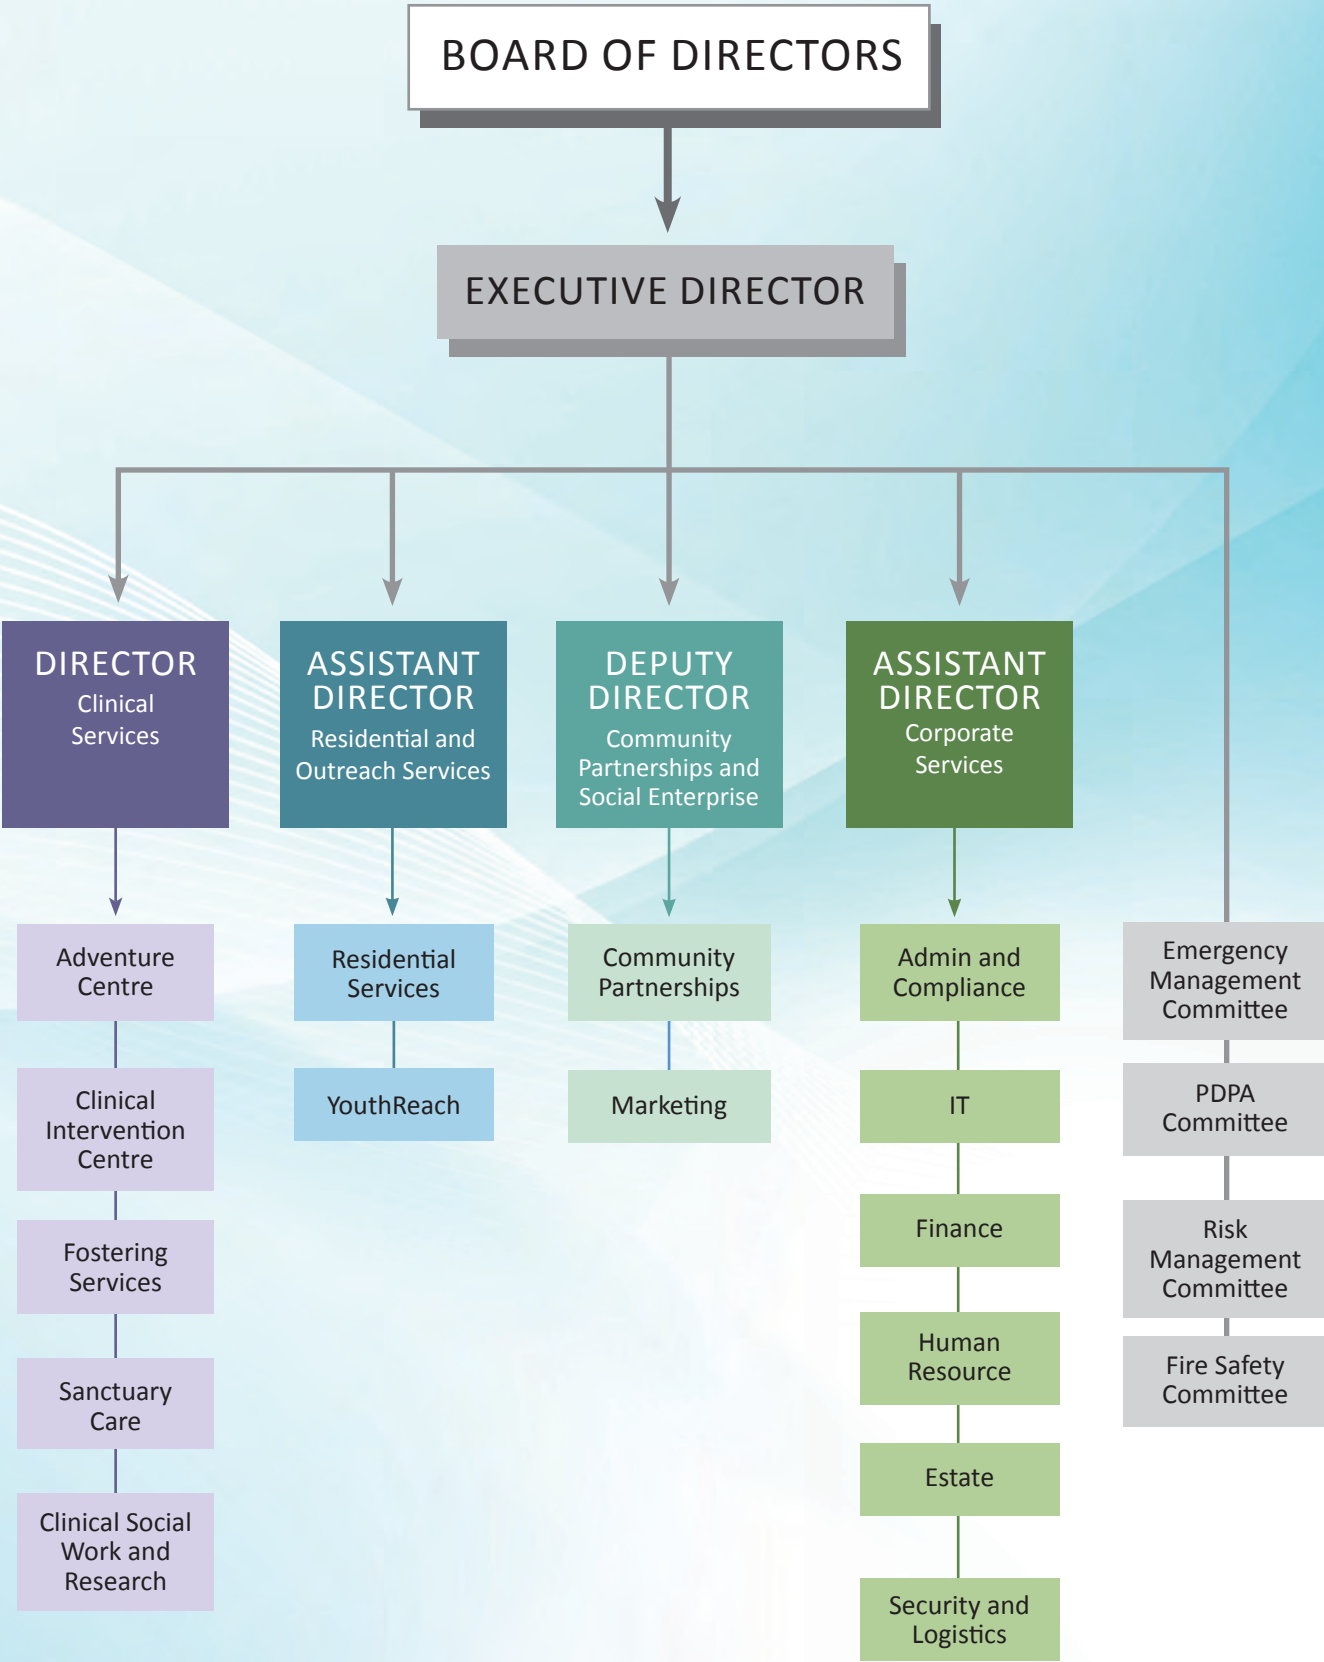 BOARD OF DIRECTORS
EXECUTIVE DIRECTOR
DIRECTOR
Clinical
Services
ASSISTANT
DIRECTOR
Residential and
Outreach Services
DEPUTY
DIRECTOR
Community
Partnerships and
Social Enterprise
ASSISTANT
DIRECTOR
Corporate
Services
Adventure
Centre
Clinical
Intervention
Centre
Fostering
Services
Sanctuary
Care
Clinical Social
Work and
Research
Residential
Services
YouthReach
Community
Partnerships
Marketing
Admin and
Compliance
IT
Finance
Human
Resource
Estate
Security and
Logistics
Emergency
Management
Committee
PDPA
Committee
Risk
Management
Committee
Fire Safety
Committee